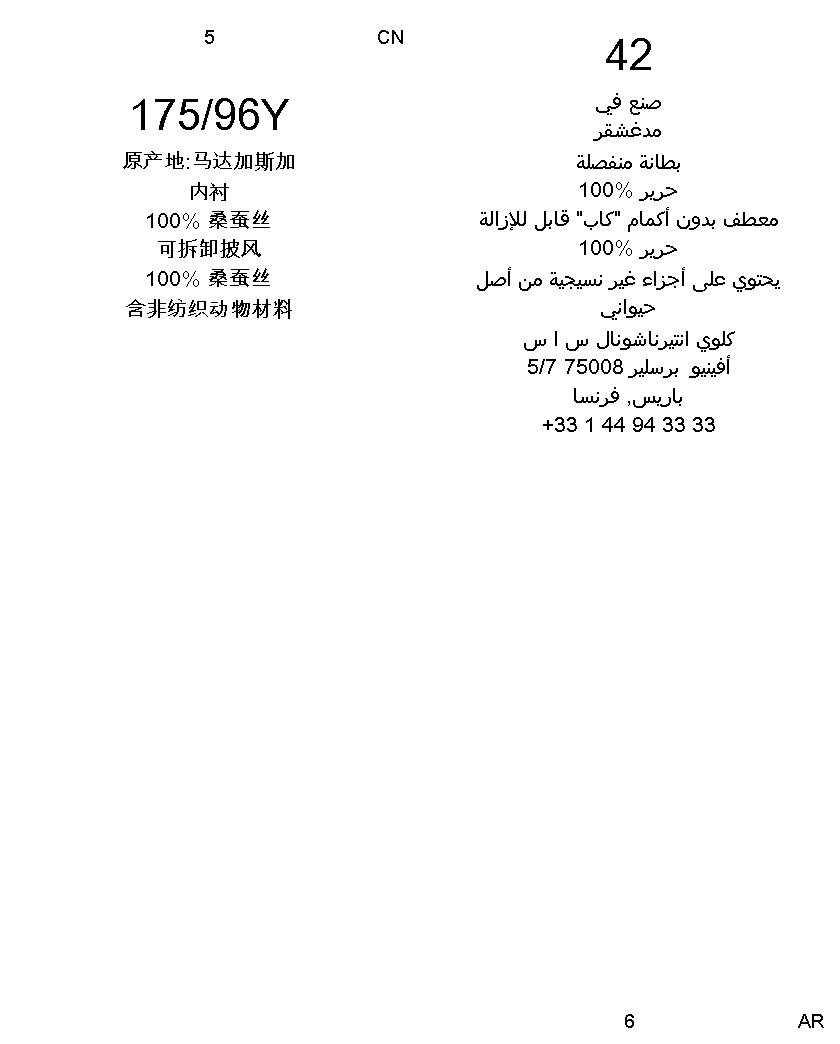 5
CN
175/96Y
原产地:马达加斯加
内衬
100% 桑蚕丝
可拆卸披风
100% 桑蚕丝
含非纺织动物材料
42
صنع في
مدغشقر
بطانة منفصلة
100% حرير
معطف بدون أكمام "كاب" قابل للإزالة
100% حرير
يحتوي على أجزاء غير نسيجية من أصل
حيواني
كلوي انتيرناشونال س ا س
5/7 أفينيو برسلير 75008
باريس, فرنسا
+33 1 44 94 33 33
6
AR